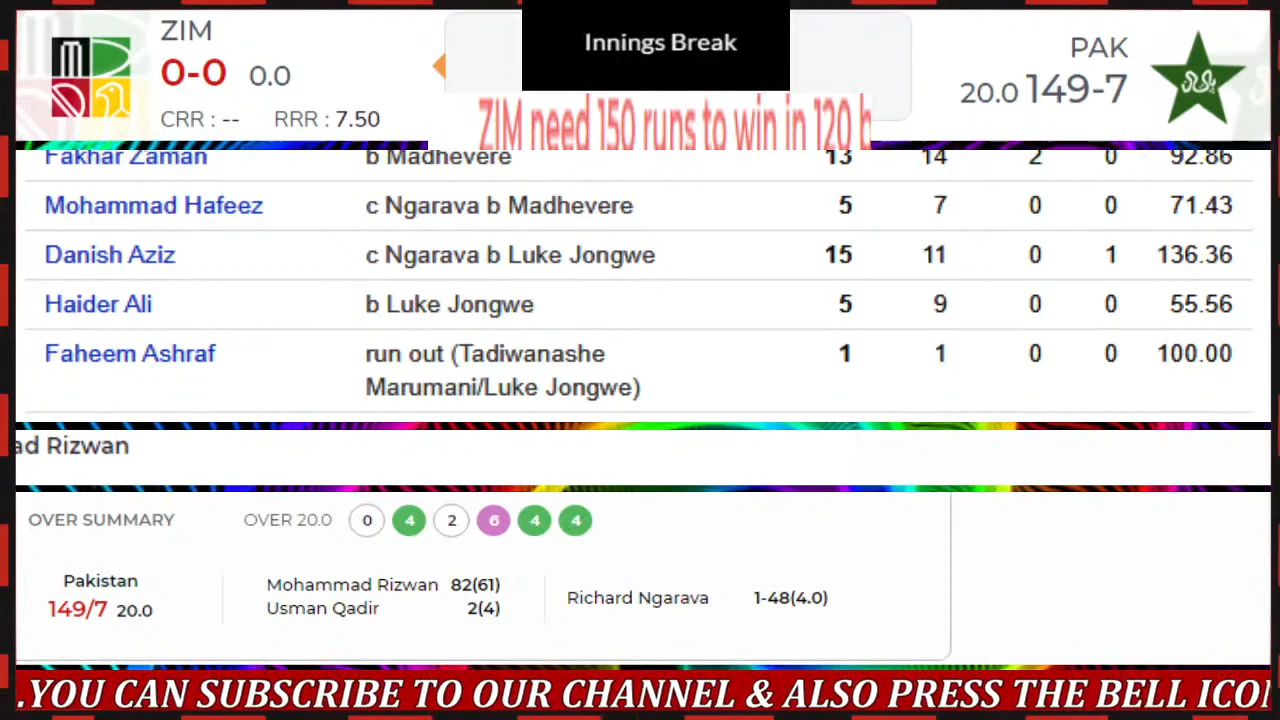 ZIM
0-0 0.0
CRR : -- RRR : 7.50
Innings Break
ZIM need 150 runs to win in 120 b
PAK
20.0 149-7
Fakhar Zaman b Madhevere 13 14 2 0 92.86
Mohammad Hafeez c Ngarava b Madhevere 5 7 0 0 71.43
Danish Aziz c Ngarava b Luke Jongwe 15 11 0 1 136.36
Haider Ali b Luke Jongwe 5 9 0 0 55.56
Faheem Ashraf run out (Tadiwanashe 1 1 0 0 100.00
Marumani/Luke Jongwe)
ad Rizwan
OVER SUMMARY OVER 20.0 0 4 2 6 4 4
Pakistan
149/7 20.0
Mohammad Rizwan 82(61)
Usman Qadir 2(4)
Richard Ngarava 1-48(4.0)
.YOU CAN SUBSCRIBE TO OUR CHANNEL & ALSO PRESS THE BELL ICO